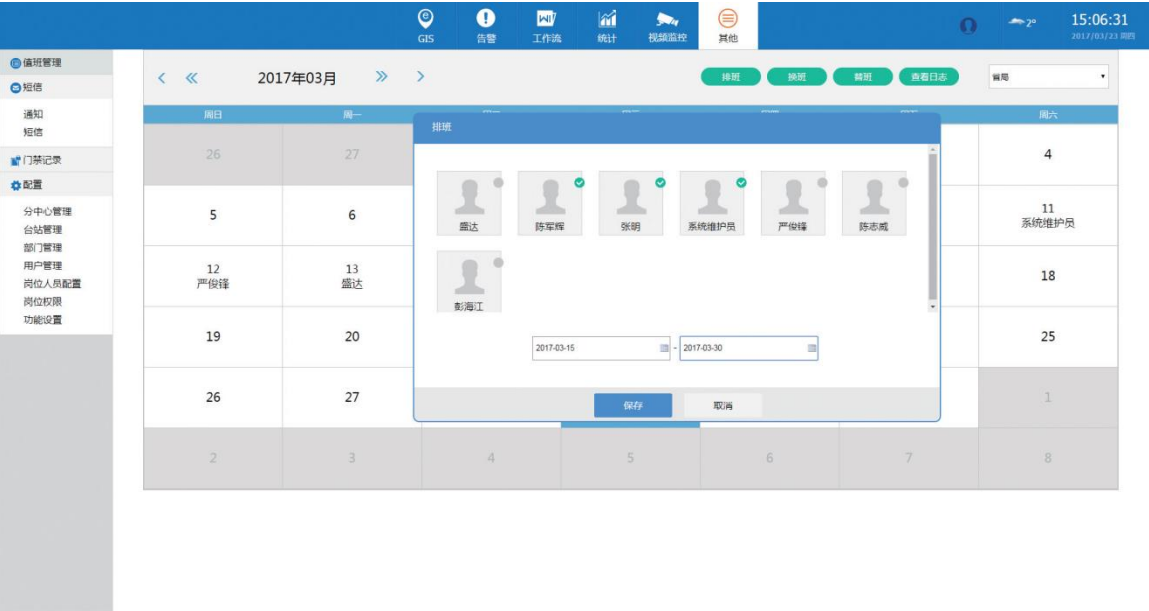 GIS 告警 工作流 统计 视频监控 其他
2° 15:06:31
2017/03/23 周四
值班管理
短信
通知
短信
门禁记录
配置
分中心管理
台站管理
部门管理
用户管理
岗位人员配置
岗位权限
功能设置
2017年03月
排班 换班 替班 查看日志 省局
周日 周一 周六
26 27 4
5 6 11
系统维护员
12 13 18
严俊锋 盛达
19 20 25
26 27 1
2 3 4 5 6 7 8
排班
盛达 陈军辉 张明 系统维护员 严俊锋 陈志威
彭海江
2017-03-15 - 2017-03-30
保存 取消